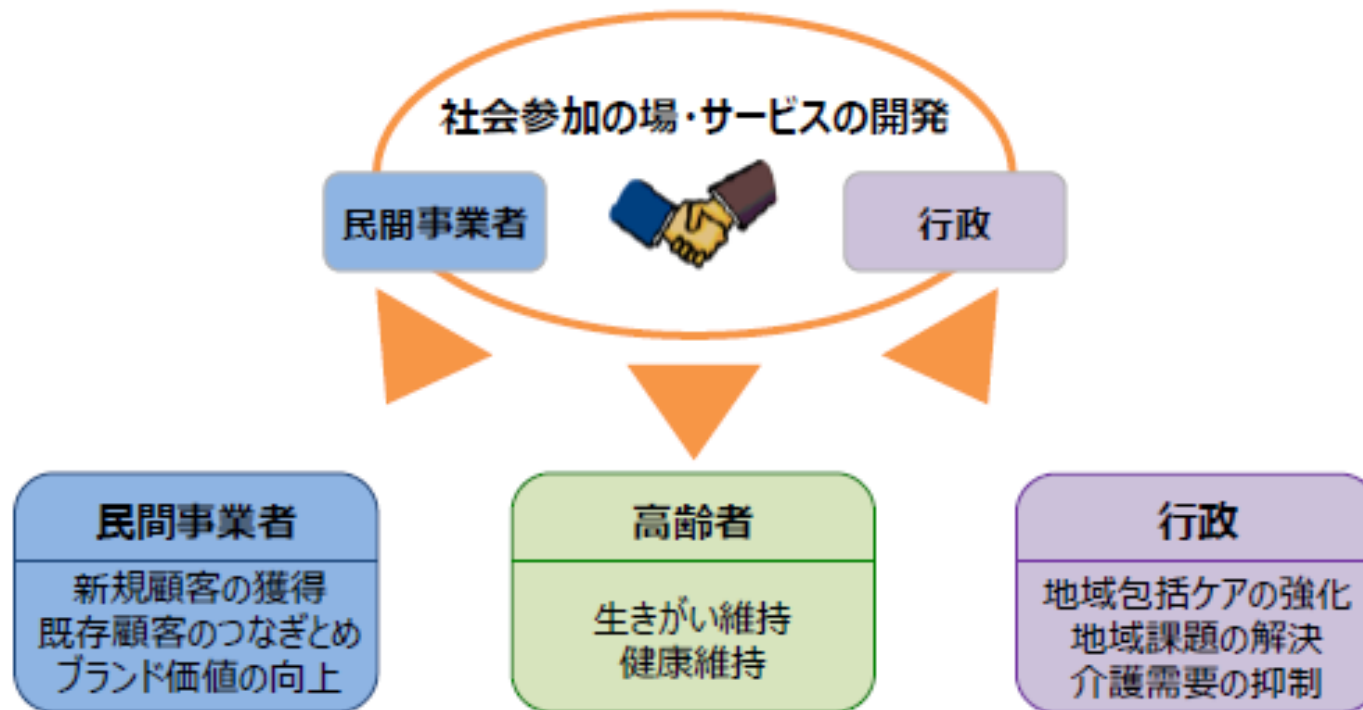 社会参加の場・サービスの開発
民間事業者
行政
民間事業者
新規顧客の獲得
既存顧客のつなぎとめ
ブランド価値の向上
高齢者
生きがい維持
健康維持
行政
地域包括ケアの強化
地域課題の解決
介護需要の抑制